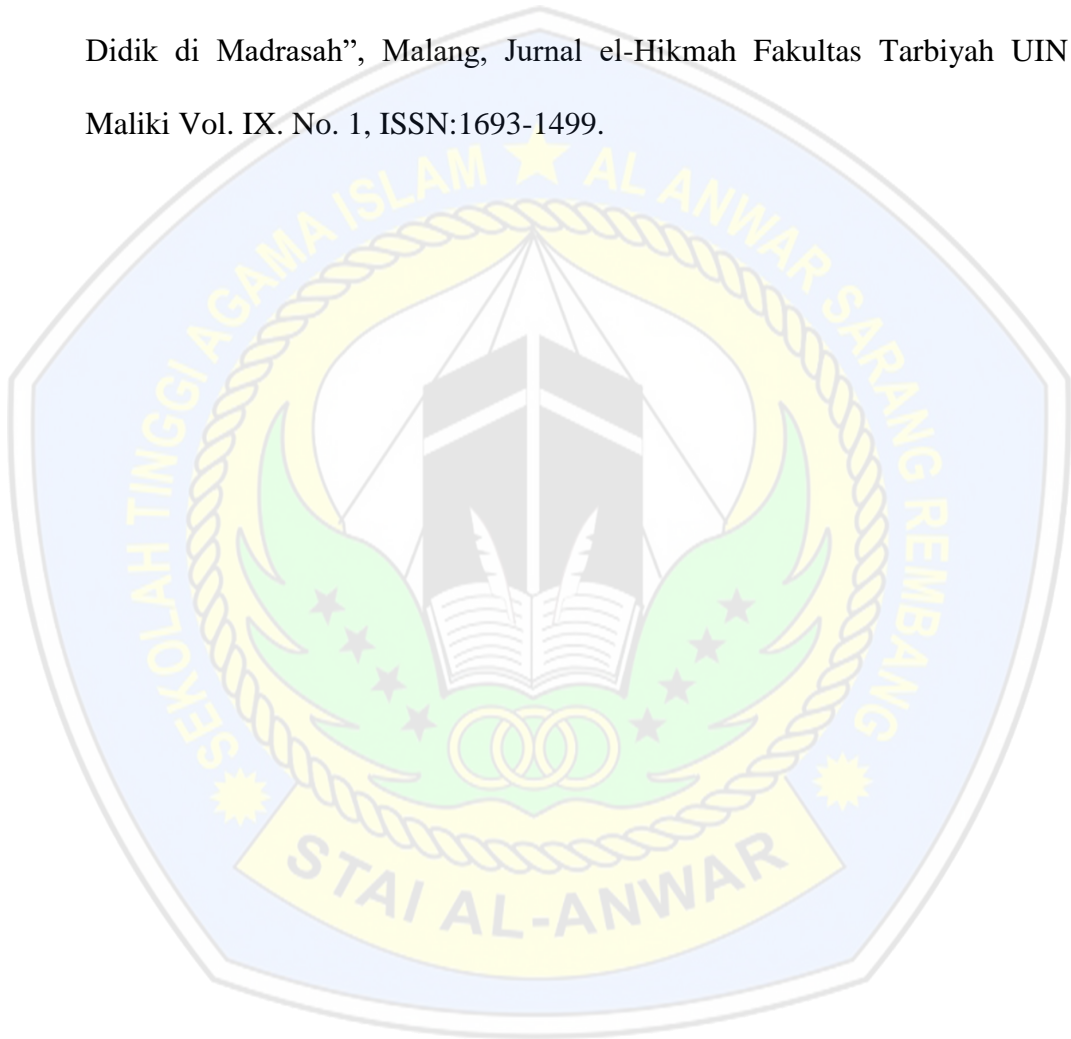 Didik di Madrasah”, Malang, Jurnal el-Hikmah Fakultas Tarbiyah UIN
Maliki Vol. IX. No. 1, ISSN:1693-1499.
SEKOLAH TINGGI AGAMA ISLAM ★ AL ANWAR SARANG REMBANG
STAI AL-ANWAR